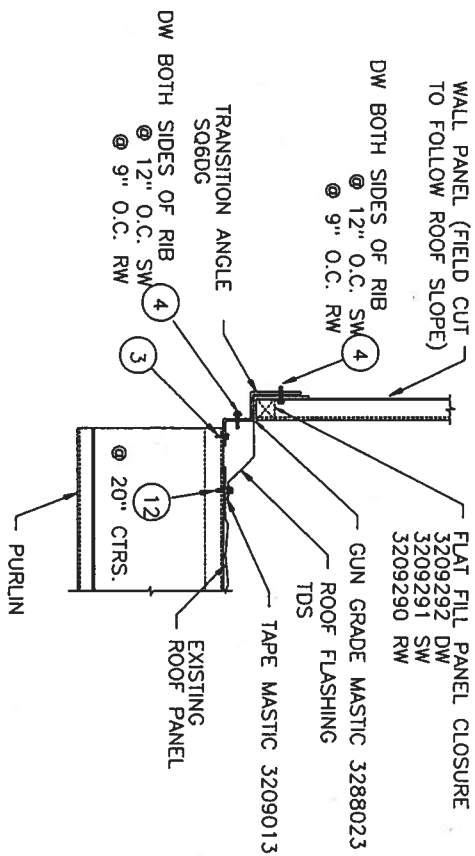 WALL PANEL (FIELD CUT
TO FOLLOW ROOF SLOPE)
DW BOTH SIDES OF RIB
@ 12" O.C. SW
@ 9" O.C. RW
4
TRANSITION ANGLE
SQ6DG
DW BOTH SIDES OF RIB
@ 12" O.C. SW
@ 9" O.C. RW
4
3
FLAT FILL PANEL CLOSURE
3209292 DW
3209291 SW
3209290 RW
GUN GRADE MASTIC 3288023
ROOF FLASHING
TDS
TAPE MASTIC 3209013
EXISTING
ROOF PANEL
12
@ 20" CTRS.
PURLIN